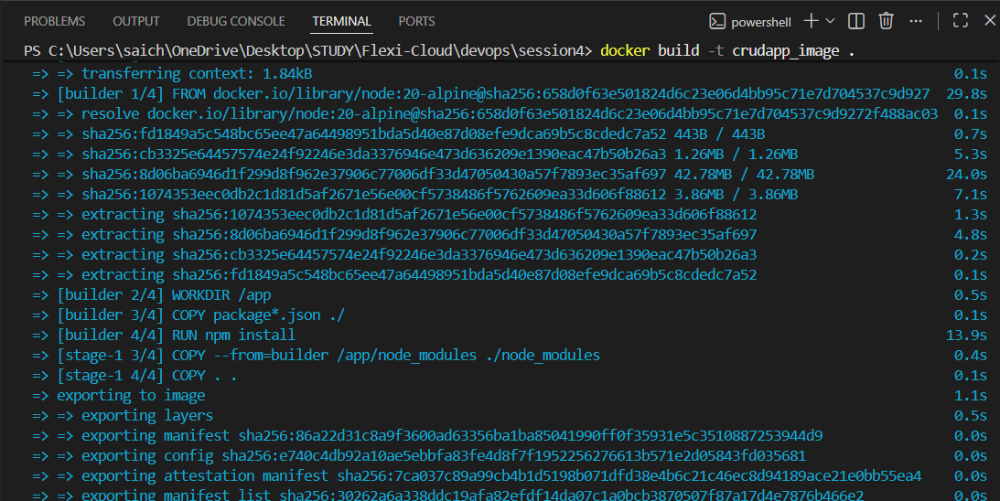 PROBLEMS OUTPUT DEBUG CONSOLE TERMINAL PORTS powershell
PS C:\Users\saich\OneDrive\Desktop\STUDY\Flexi-Cloud\devops\session4> docker build -t crudapp_image .
=> => transferring context: 1.84kB 0.1s
=> [builder 1/4] FROM docker.io/library/node:20-alpine@sha256:658d0f63e501824d6c23e06d4bb95c71e7d704537c9d927 29.8s
=> => resolve docker.io/library/node:20-alpine@sha256:658d0f63e501824d6c23e06d4bb95c71e7d704537c9d9272f488ac03 0.1s
=> => sha256:fd1849a5c548bc65ee47a64498951bda5d40e87d08efe9dca69b5c8cdedc7a52 443B / 443B 0.7s
=> => sha256:cb3325e64457574e24f92246e3da3376946e473d636209e1390eac47b50b26a3 1.26MB / 1.26MB 5.3s
=> => sha256:8d06ba6946d1f299d8f962e37906c77006df33d47050430a57f7893ec35af697 42.78MB / 42.78MB 24.0s
=> => sha256:1074353eec0db2c1d81d5af2671e56e00cf5738486f5762609ea33d606f88612 3.86MB / 3.86MB 7.1s
=> => extracting sha256:1074353eec0db2c1d81d5af2671e56e00cf5738486f5762609ea33d606f88612 1.3s
=> => extracting sha256:8d06ba6946d1f299d8f962e37906c77006df33d47050430a57f7893ec35af697 4.8s
=> => extracting sha256:cb3325e64457574e24f92246e3da3376946e473d636209e1390eac47b50b26a3 0.2s
=> => extracting sha256:fd1849a5c548bc65ee47a64498951bda5d40e87d08efe9dca69b5c8cdedc7a52 0.1s
=> [builder 2/4] WORKDIR /app 0.5s
=> [builder 3/4] COPY package*.json ./ 0.1s
=> [builder 4/4] RUN npm install 13.9s
=> [stage-1 3/4] COPY --from=builder /app/node_modules ./node_modules 0.4s
=> [stage-1 4/4] COPY . . 0.1s
=> exporting to image 1.1s
=> => exporting layers 0.5s
=> => exporting manifest sha256:86a22d31c8a9f3600ad63356ba1ba85041990ff0f35931e5c3510887253944d9 0.0s
=> => exporting config sha256:e740c4db92a10ae5ebbfa83fe4d8f7f1952256276613b571e2d05843fd035681 0.0s
=> => exporting attestation manifest sha256:7ca037c89a99cb4b1d5198b071dfd38e4b6c21c46ec8d94189ace21e0bb55ea4 0.0s
=> => exporting manifest list sha256:30262a6a338ddc19afa82efdf14da07c1a0bcb3870507f87a17d4e7876b466e2 0.0s